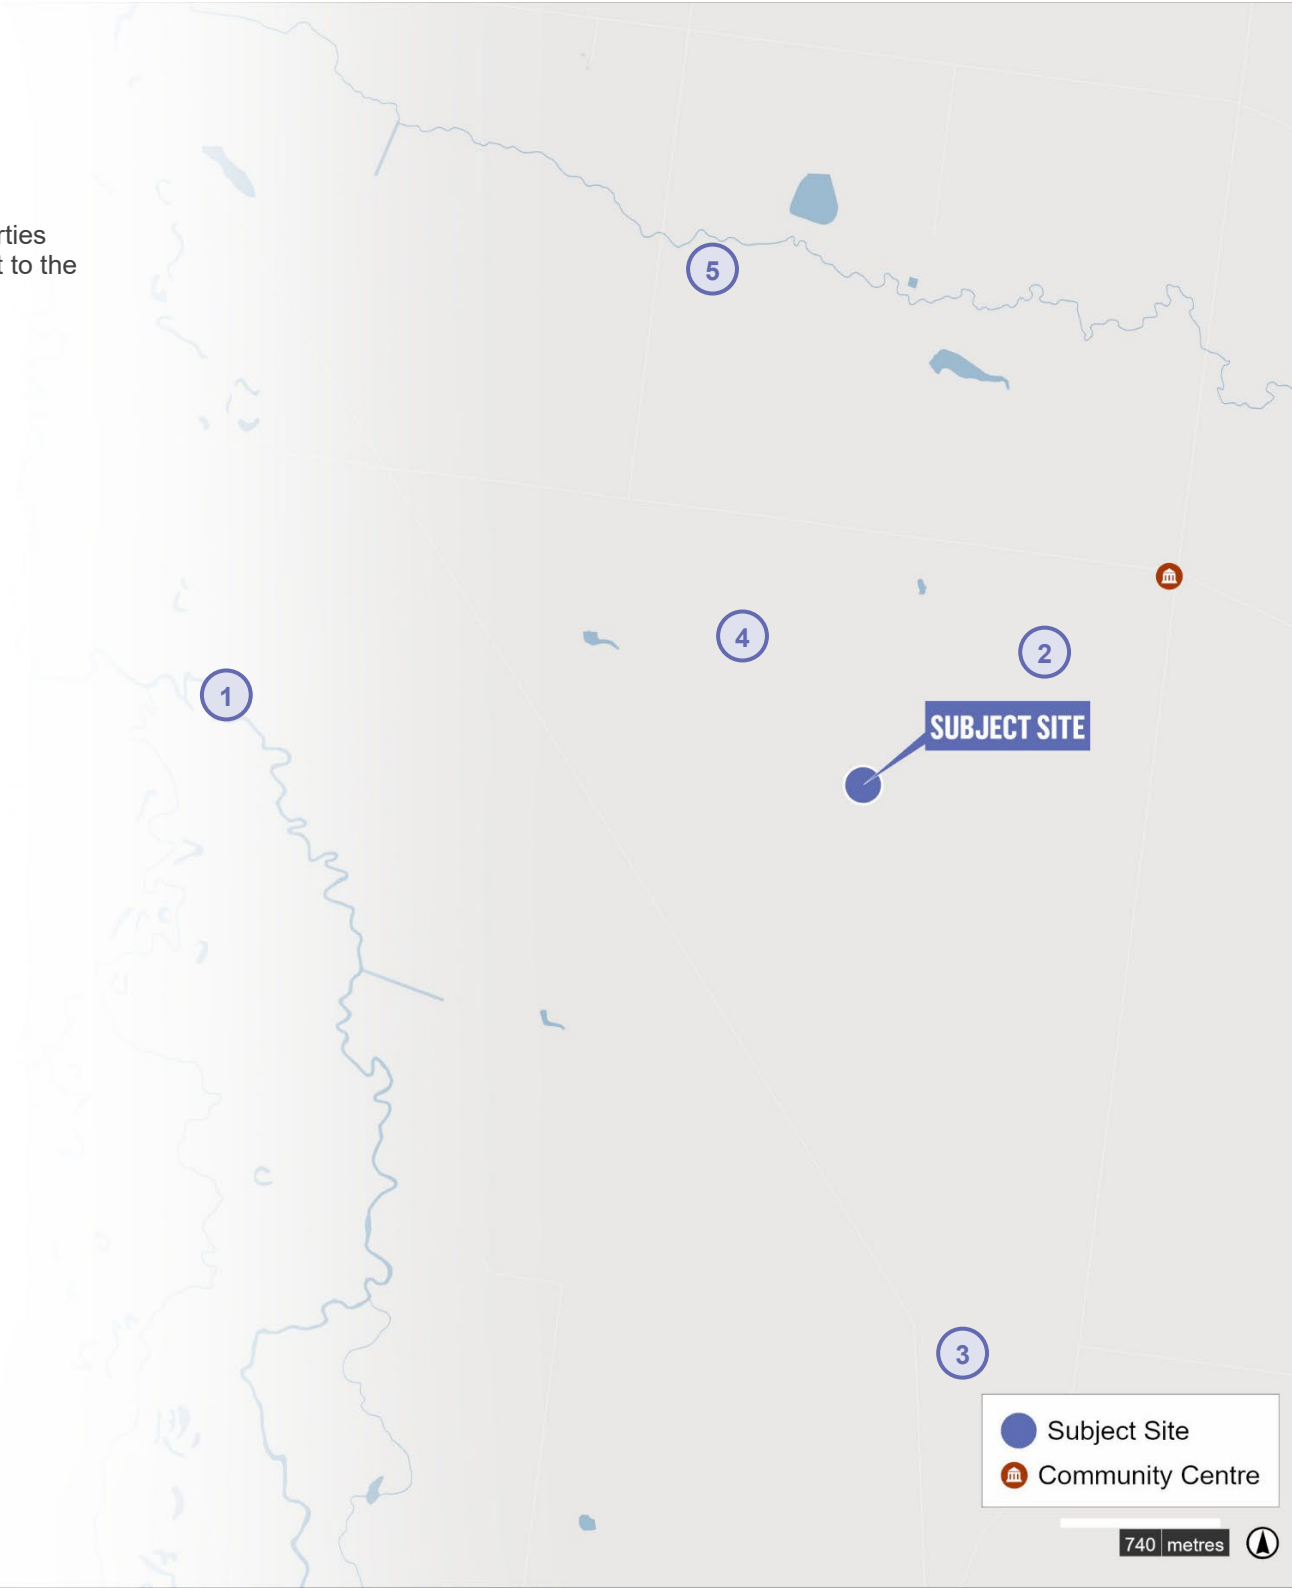 rties
t to the
5
4
2
1
SUBJECT SITE
3
Subject Site
Community Centre
740 metres